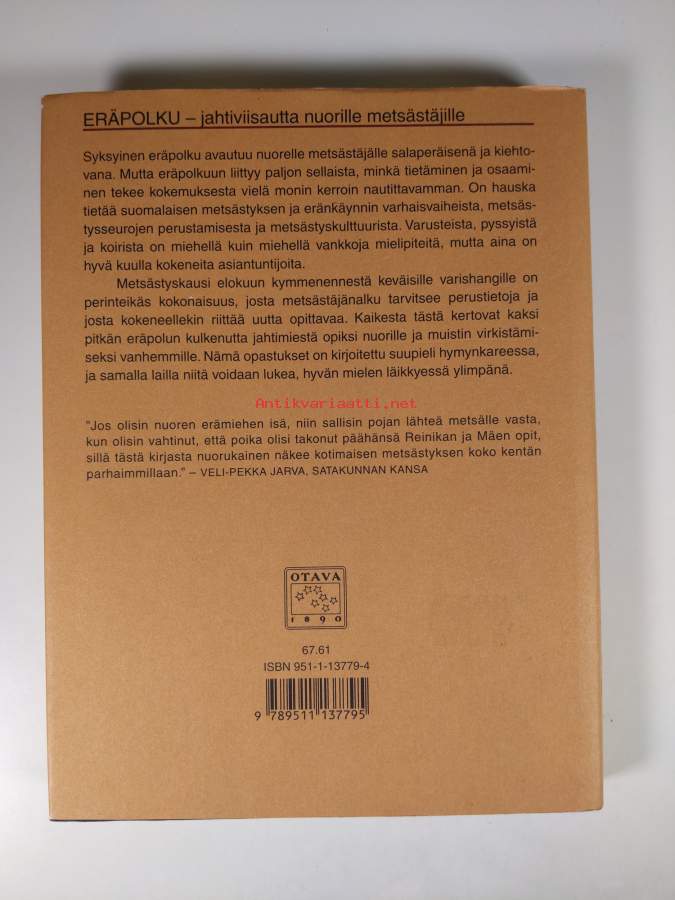 ERÄPOLKU – jahtiviisautta nuorille metsästäjille
Syksyinen eräpolku avautuu nuorelle metsästäjälle salaperäisenä ja kiehto-
vana. Mutta eräpolkuun liittyy paljon sellaista, minkä tietäminen ja osaami-
nen tekee kokemuksesta vielä monin kerroin nautittavamman. On hauska
tietää suomalaisen metsästyksen ja eränkäynnin varhaisvaiheista, metsäs-
tysseurojen perustamisesta ja metsästyskulttuurista. Varusteista, pyssyistä
ja koirista on miehellä kuin miehellä vankkoja mielipiteitä, mutta aina on
hyvä kuulla kokeneita asiantuntijoita.
Metsästyskausi elokuun kymmenennestä keväisille varishangille on
perinteikäs kokonaisuus, josta metsästäjänalku tarvitsee perustietoja ja
josta kokeneellekin riittää uutta opittavaa. Kaikesta tästä kertovat kaksi
pitkän eräpolun kulkenutta jahtimiestä opiksi nuorille ja muistin virkistämi-
seksi vanhemmille. Nämä opastukset on kirjoitettu suupieli hymynkareessa,
ja samalla lailla niitä voidaan lukea, hyvän mielen läikkyessä ylimpänä.
Antikvariaatti.net
”Jos olisin nuoren erämiehen isä, niin sallisin pojan lähteä metsälle vasta,
kun olisin vahtinut, että poika olisi takonut päähänsä Reinikan ja Mäen opit,
sillä tästä kirjasta nuorukainen näkee kotimaisen metsästyksen koko kentän
parhaimmillaan.” – VELI-PEKKA JARVA, SATAKUNNAN KANSA
OTAVA
1890
67.61
ISBN 951-1-13779-4
9 789511 137795